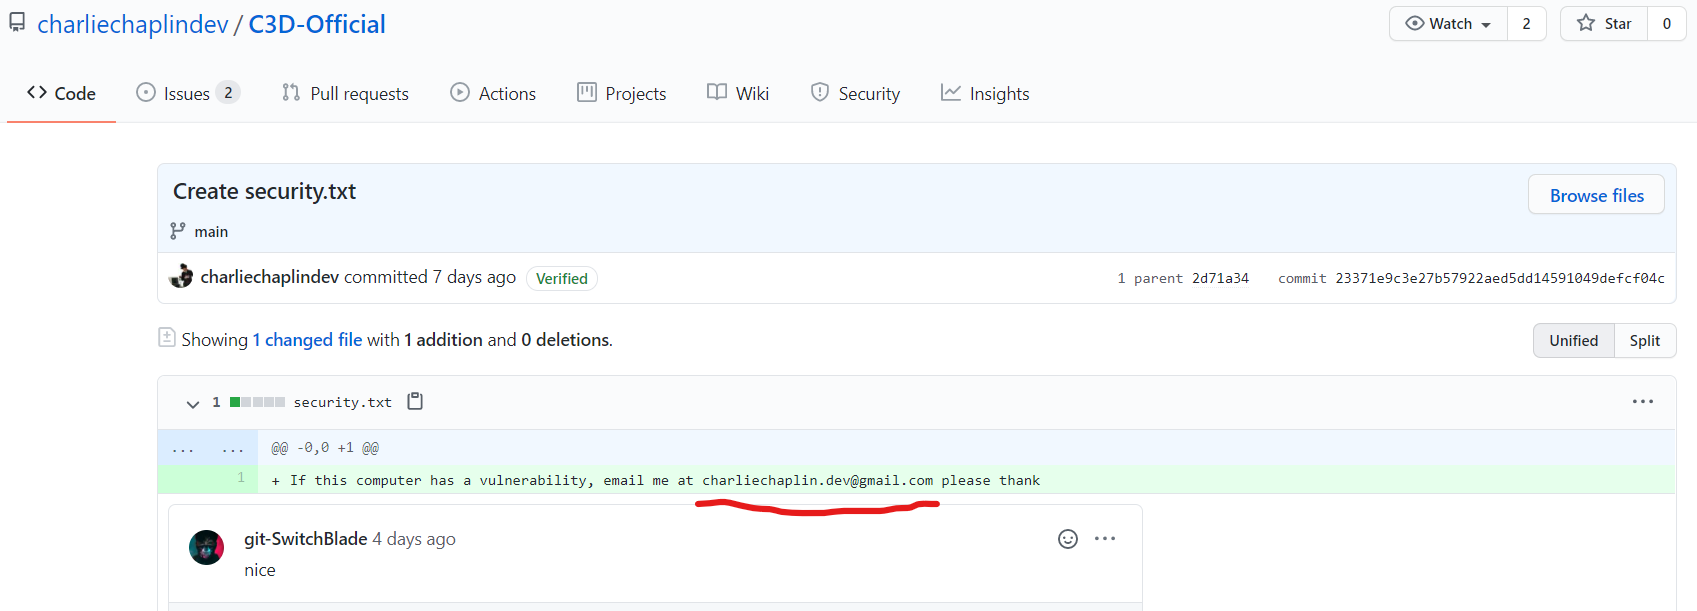 charliechaplindev / C3D-Official
Watch 2 Star 0
Code Issues 2 Pull requests Actions Projects Wiki Security Insights
Create security.txt
Browse files
main
charliechaplindev committed 7 days ago Verified 1 parent 2d71a34 commit 23371e9c3e27b57922aed5dd14591049defcf04c
Showing 1 changed file with 1 addition and 0 deletions.
Unified Split
1 security.txt
... ... @@ -0,0 +1 @@
1 + If this computer has a vulnerability, email me at charliechaplin.dev@gmail.com please thank
git-SwitchBlade 4 days ago
nice